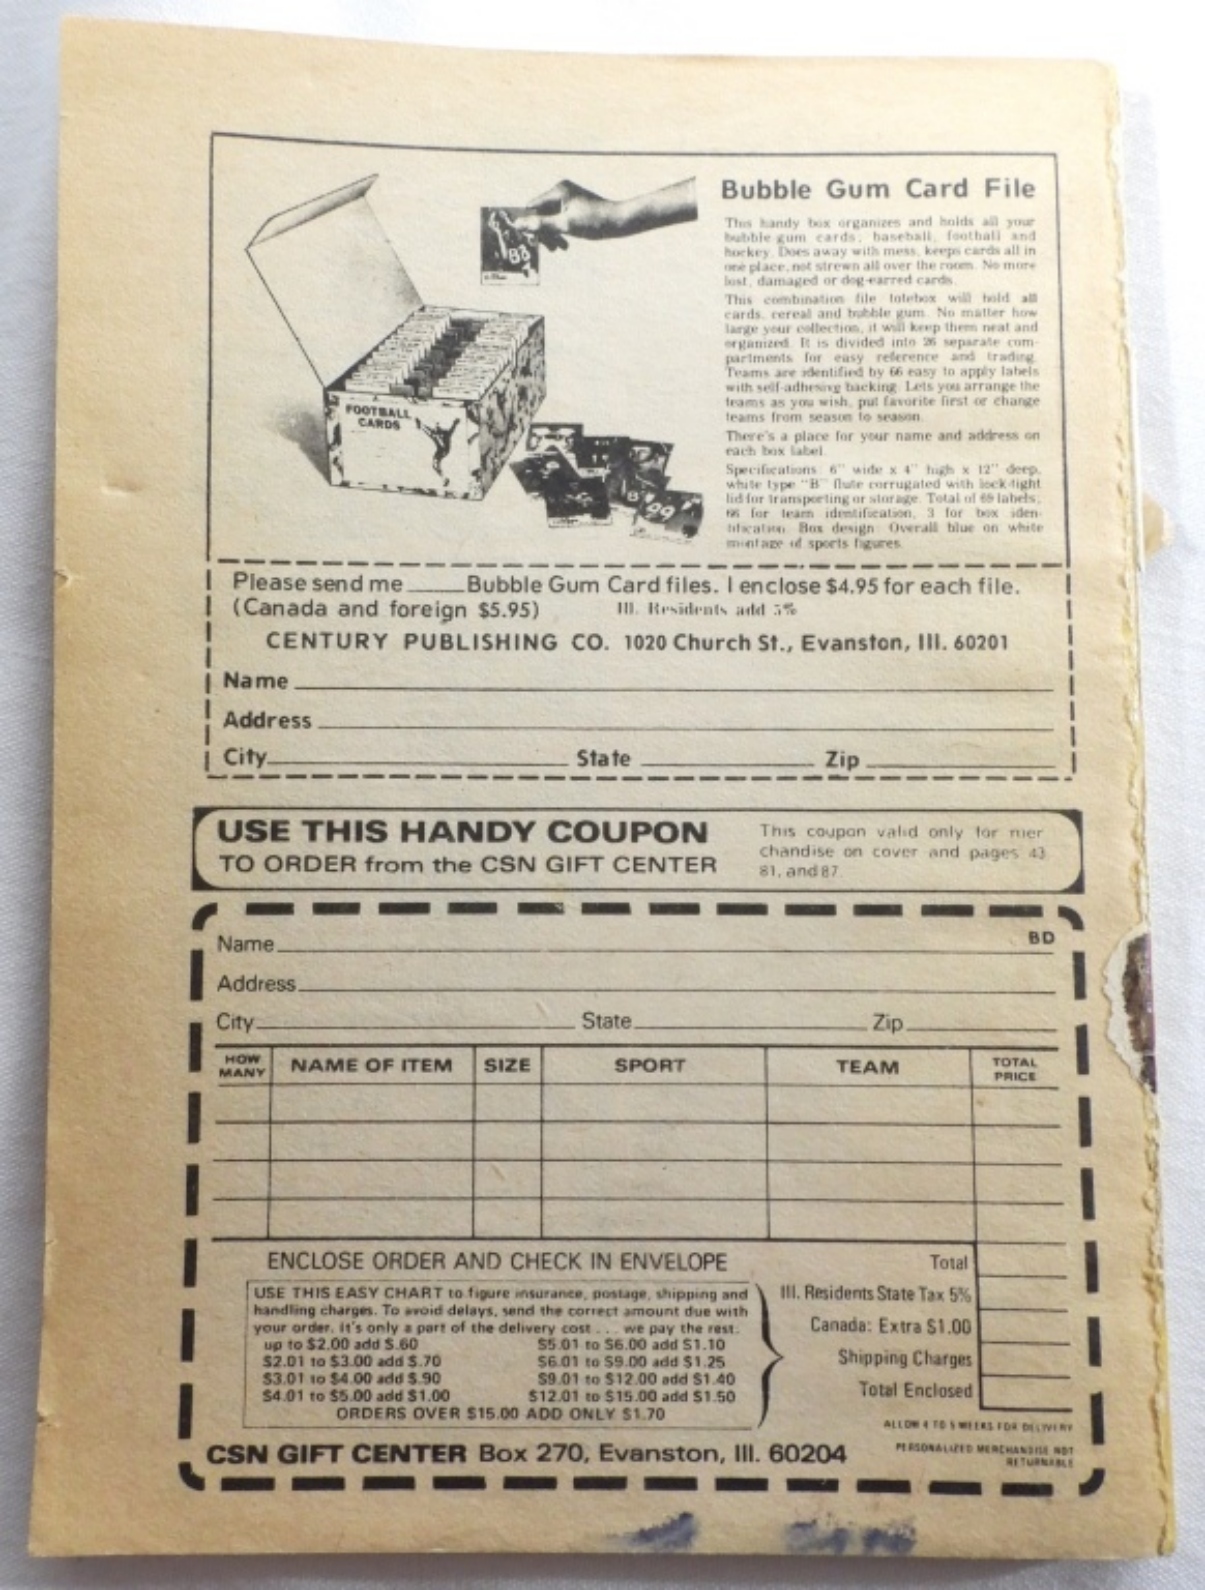 Bubble Gum Card File
This handy box organizes and holds all your
bubble gum cards; baseball, football and
hockey. Does away with mess, keeps cards all in
one place, not strewn all over the room. No more
lost, damaged or dog-earred cards.
This combination file totebox will hold all
cards, cereal and bubble gum. No matter how
large your collection, it will keep them neat and
organized. It is divided into 26 separate com-
partments for easy reference and trading.
Teams are identified by 66 easy to apply labels
with self-adhesive backing. Lets you arrange the
teams as you wish, put favorite first or change
teams from season to season.
There's a place for your name and address on
each box label.
Specifications: 6" wide x 4" high x 12" deep,
white type "B" flute corrugated with lock-tight
lid for transporting or storage. Total of 69 labels;
66 for team identification, 3 for box iden-
tification. Box design: Overall blue on white
montage of sports figures.
FOOTBALL
CARDS
88
B
99
Please send me ____ Bubble Gum Card files. I enclose $4.95 for each file.
(Canada and foreign $5.95) Ill. Residents add 5%
CENTURY PUBLISHING CO. 1020 Church St., Evanston, Ill. 60201
Name
Address
City State Zip
USE THIS HANDY COUPON
TO ORDER from the CSN GIFT CENTER
This coupon valid only for mer
chandise on cover and pages 43
81, and 87
Name BD
Address
City State Zip
HOW MANY NAME OF ITEM SIZE SPORT TEAM TOTAL PRICE
ENCLOSE ORDER AND CHECK IN ENVELOPE
USE THIS EASY CHART to figure insurance, postage, shipping and
handling charges. To avoid delays, send the correct amount due with
your order. It's only a part of the delivery cost . . . we pay the rest.
up to $2.00 add $.60 $5.01 to $6.00 add $1.10
$2.01 to $3.00 add $.70 $6.01 to $9.00 add $1.25
$3.01 to $4.00 add $.90 $9.01 to $12.00 add $1.40
$4.01 to $5.00 add $1.00 $12.01 to $15.00 add $1.50
ORDERS OVER $15.00 ADD ONLY $1.70
Total
Ill. Residents State Tax 5%
Canada: Extra $1.00
Shipping Charges
Total Enclosed
ALLOW 4 TO 5 WEEKS FOR DELIVERY
PERSONALIZED MERCHANDISE NOT
RETURNABLE
CSN GIFT CENTER Box 270, Evanston, Ill. 60204